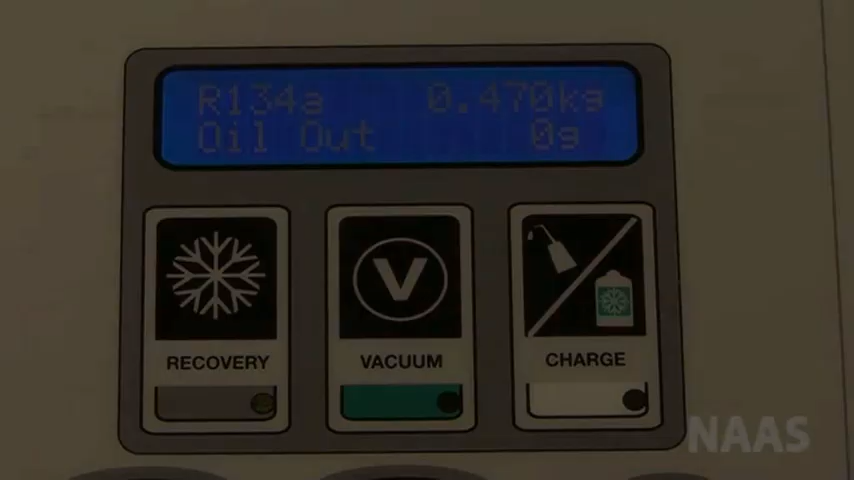 R134a 0.470kg
Oil Out 0g
V
RECOVERY VACUUM CHARGE
NAAS